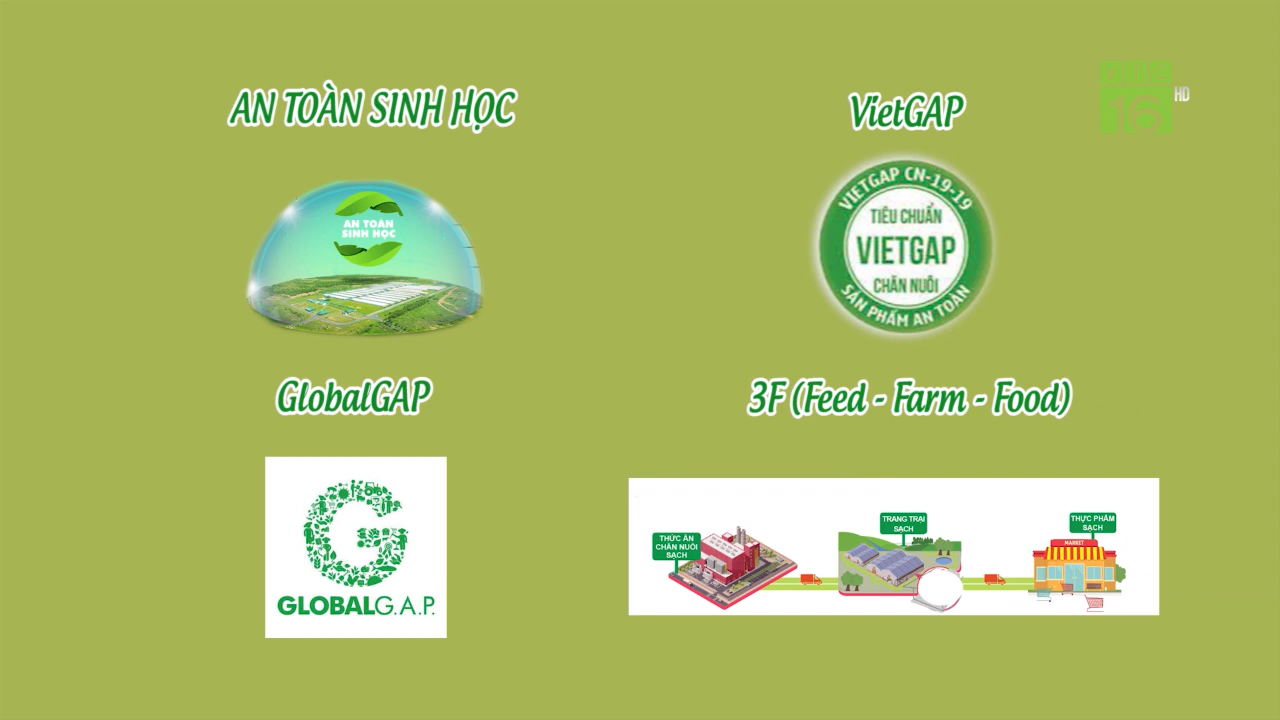 AN TOÀN SINH HỌC
VietGAP
HD
16
AN TOÀN
SINH HỌC
VIETGAP CN-19-19
TIÊU CHUẨN
VIETGAP
CHĂN NUÔI
SẢN PHẨM AN TOÀN
GlobalGAP
3F (Feed - Farm - Food)
GLOBALG.A.P.
THỨC ĂN
CHĂN NUÔI
SẠCH
TRANG TRẠI
SẠCH
THỰC PHẨM
SẠCH
MARKET